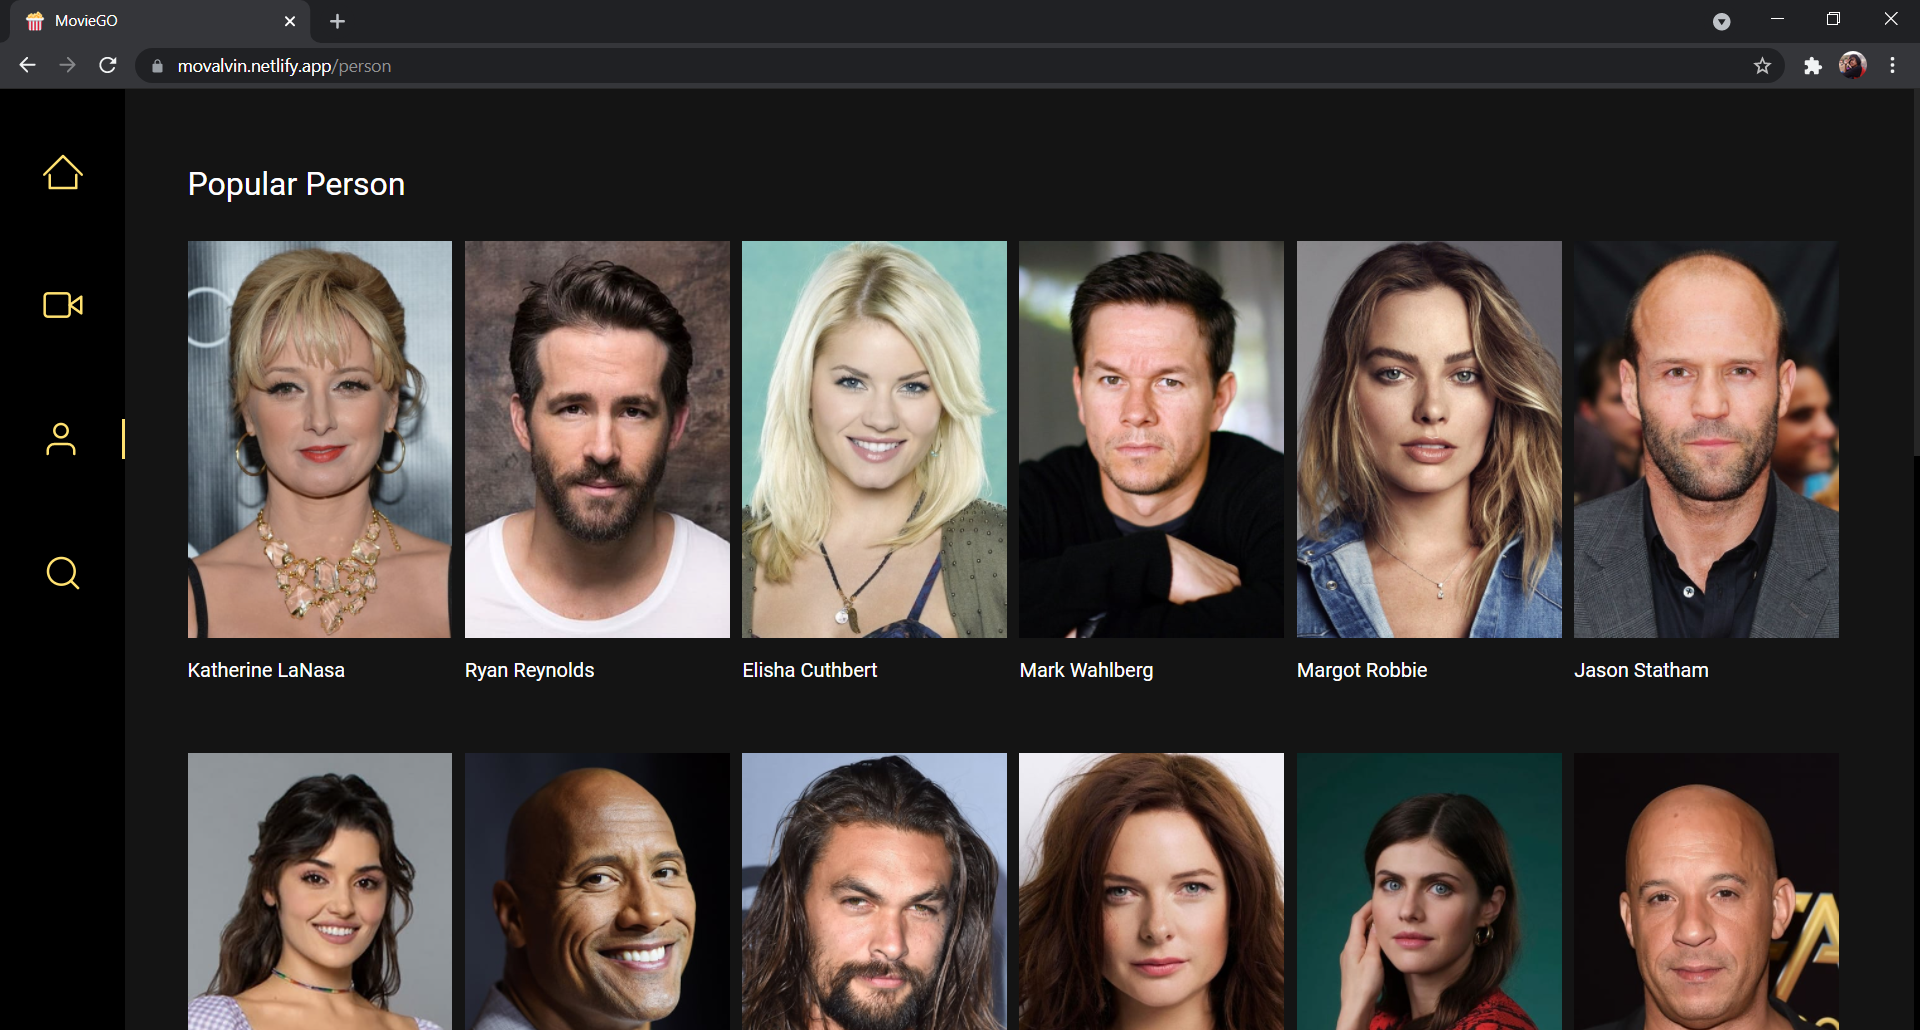 MovieGO
movalvin.netlify.app/person
Popular Person
Katherine LaNasa
Ryan Reynolds
Elisha Cuthbert
Mark Wahlberg
Margot Robbie
Jason Statham